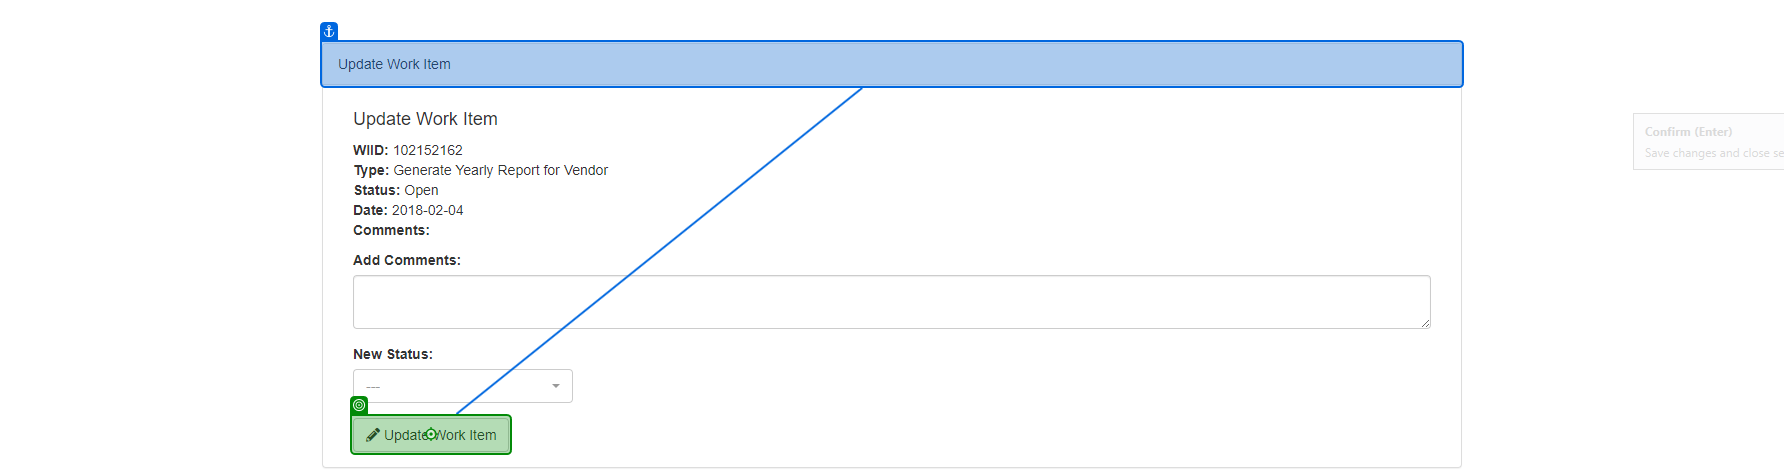 Update Work Item
Update Work Item
WIID: 102152162
Type: Generate Yearly Report for Vendor
Status: Open
Date: 2018-02-04
Comments:
Add Comments:
New Status:
---
Update Work Item
Confirm (Enter)
Save changes and close se